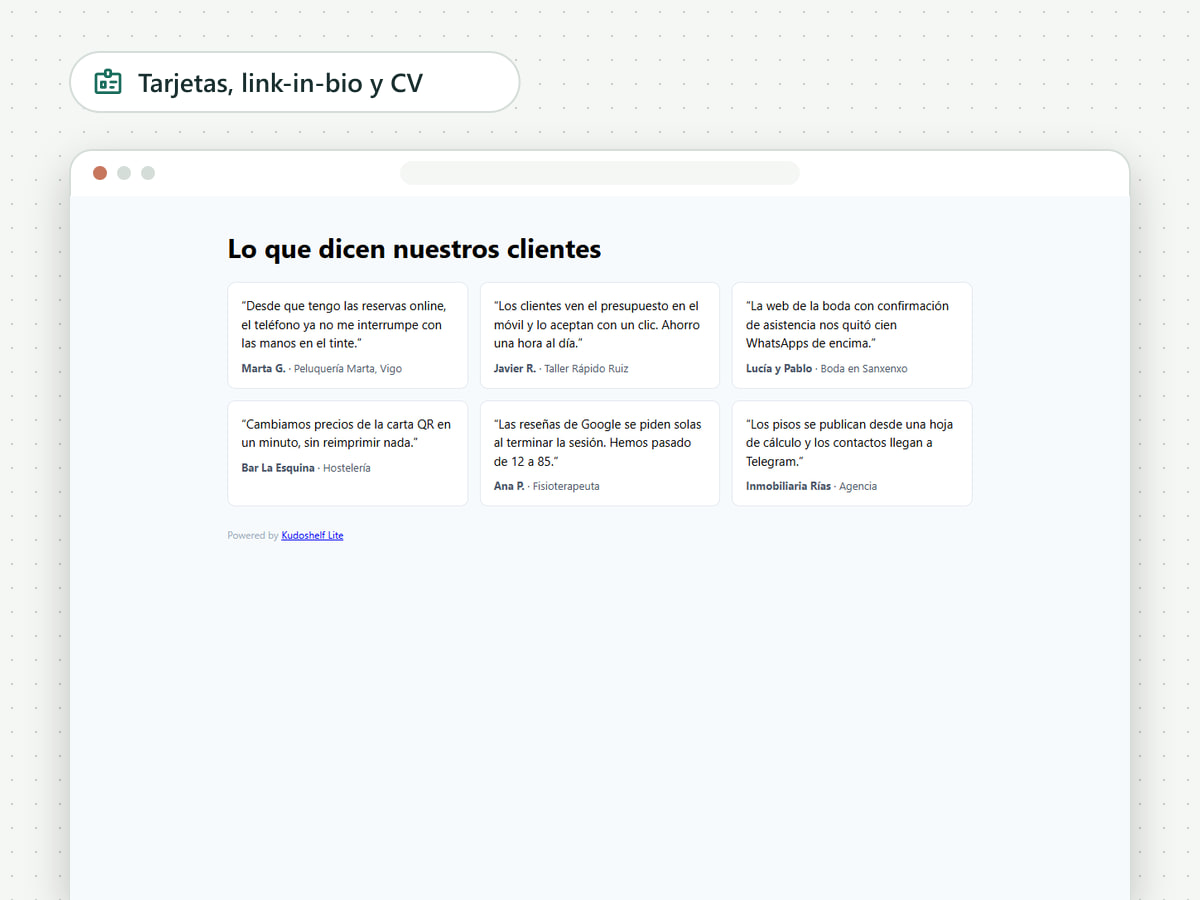 Tarjetas, link-in-bio y CV
Lo que dicen nuestros clientes
“Desde que tengo las reservas online,
el teléfono ya no me interrumpe con
las manos en el tinte.”
Marta G. · Peluquería Marta, Vigo
“Los clientes ven el presupuesto en el
móvil y lo aceptan con un clic. Ahorro
una hora al día.”
Javier R. · Taller Rápido Ruiz
“La web de la boda con confirmación
de asistencia nos quitó cien
WhatsApps de encima.”
Lucía y Pablo · Boda en Sanxenxo
“Cambiamos precios de la carta QR en
un minuto, sin reimprimir nada.”
Bar La Esquina · Hostelería
“Las reseñas de Google se piden solas
al terminar la sesión. Hemos pasado
de 12 a 85.”
Ana P. · Fisioterapeuta
“Los pisos se publican desde una hoja
de cálculo y los contactos llegan a
Telegram.”
Inmobiliaria Rías · Agencia
Powered by Kudoshelf Lite